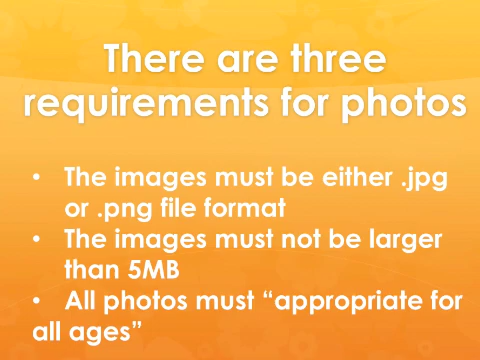 There are three
requirements for photos
• The images must be either .jpg
or .png file format
• The images must not be larger
than 5MB
• All photos must “appropriate for
all ages”